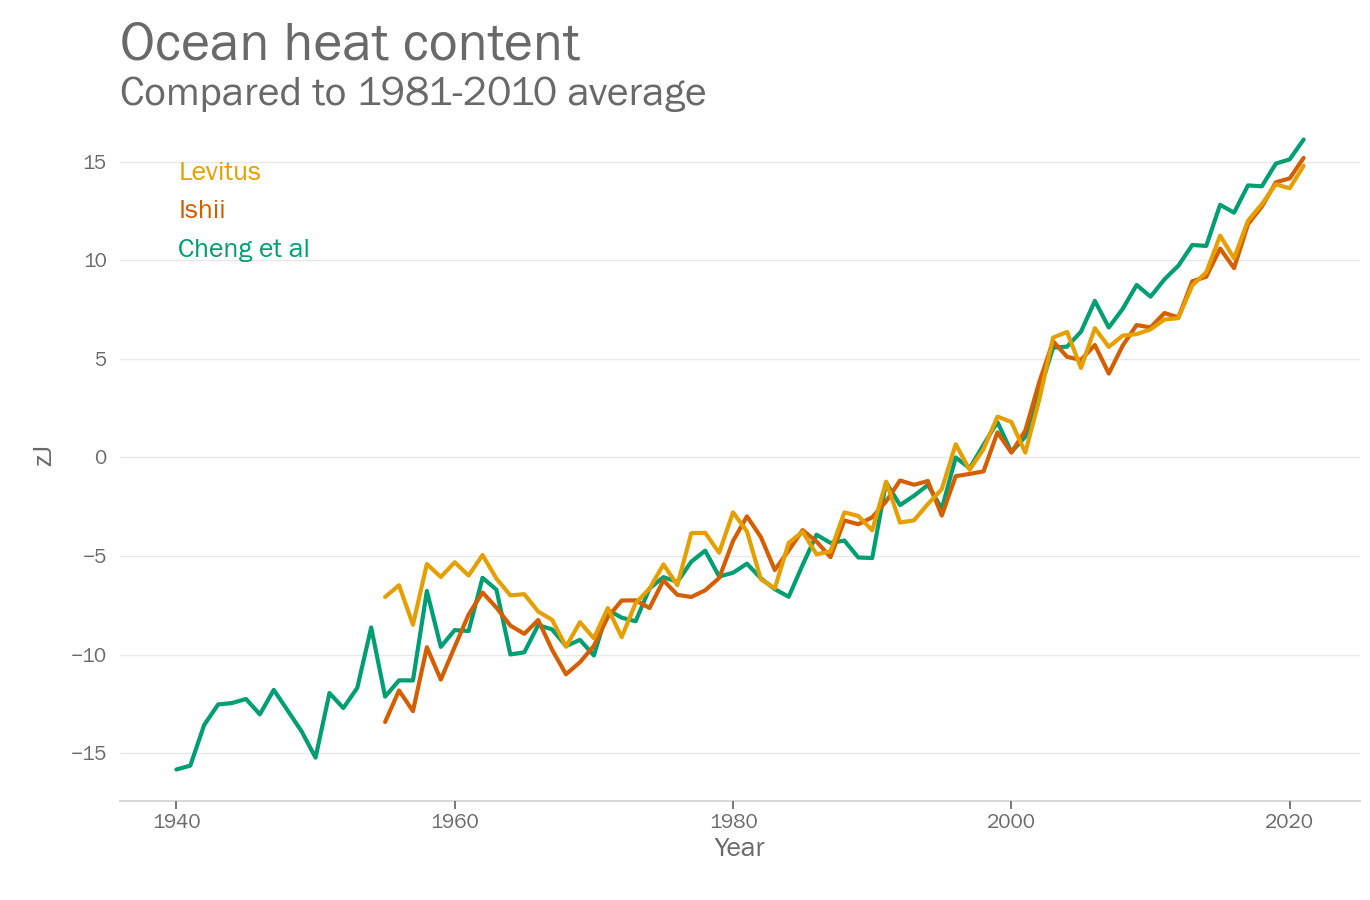 Ocean heat content
Compared to 1981-2010 average
Levitus
Ishii
Cheng et al
15
10
5
0
−5
−10
−15
zJ
1940 1960 1980 2000 2020
Year